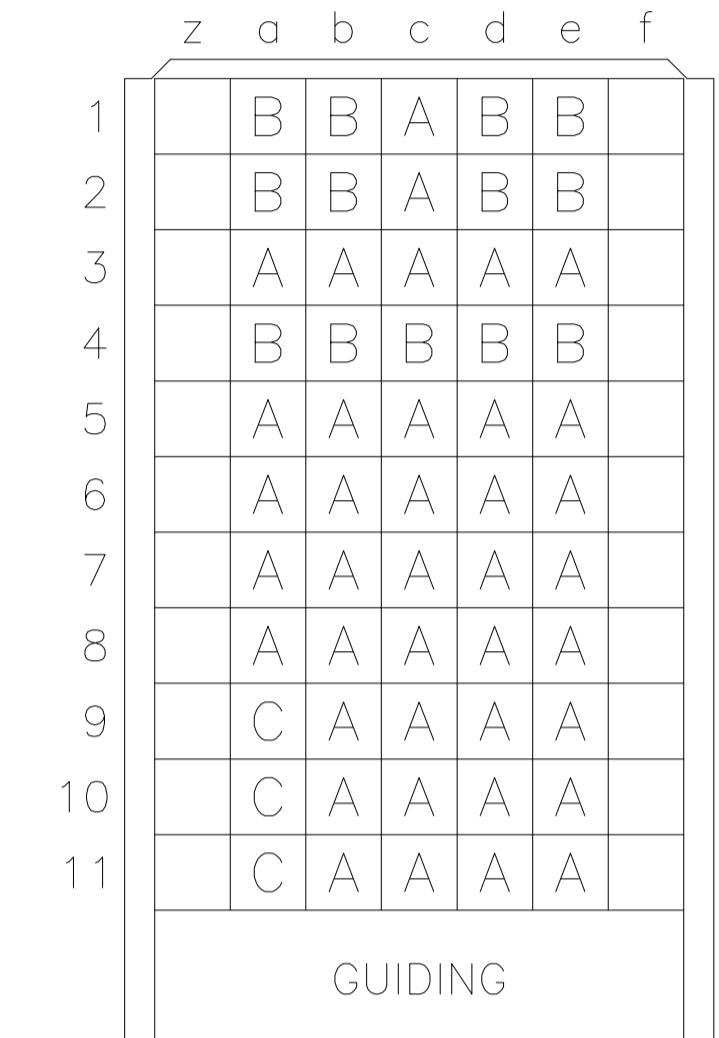 z a b c d e f
1 B B A B B
2 B B A B B
3 A A A A A
4 B B B B B
5 A A A A A
6 A A A A A
7 A A A A A
8 A A A A A
9 C A A A A
10 C A A A A
11 C A A A A
GUIDING